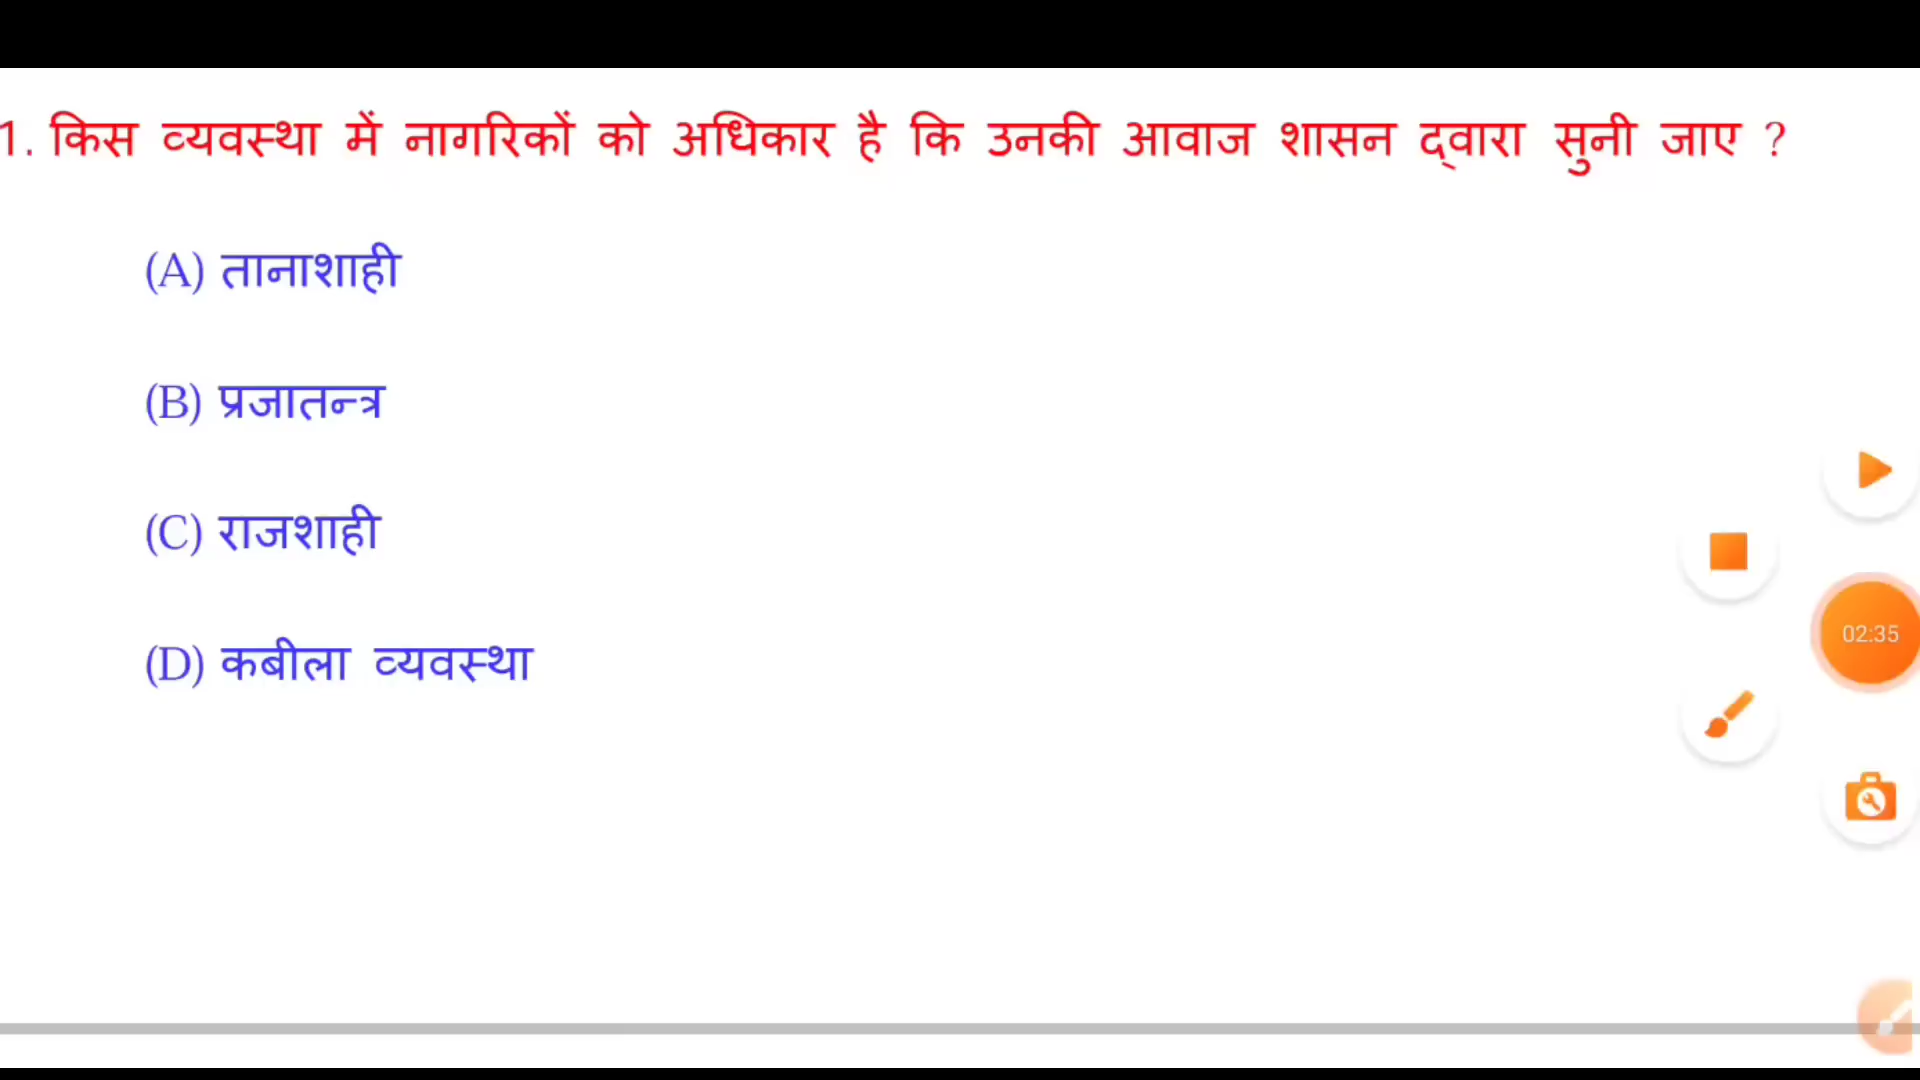 1. किस व्यवस्था में नागरिकों को अधिकार है कि उनकी आवाज शासन द्वारा सुनी जाए ?
(A) तानाशाही
(B) प्रजातन्त्र
(C) राजशाही
(D) कबीला व्यवस्था
02:35